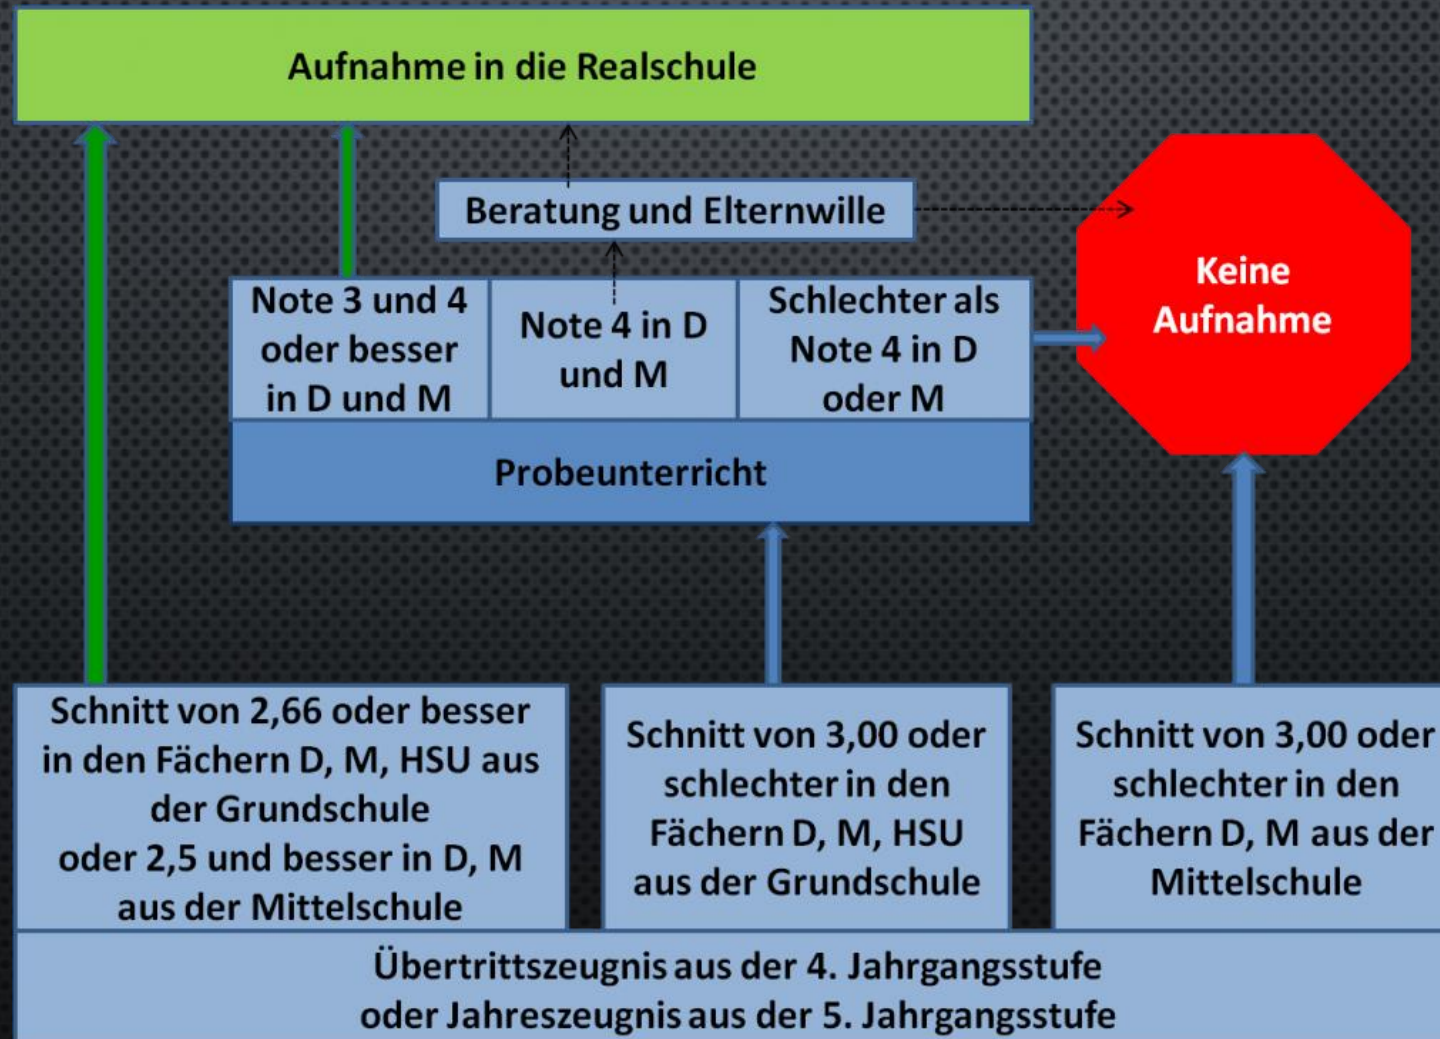 Aufnahme in die Realschule
Beratung und Elternwille
Keine
Aufnahme
Note 3 und 4
oder besser
in D und M
Note 4 in D
und M
Schlechter als
Note 4 in D
oder M
Probeunterricht
Schnitt von 2,66 oder besser
in den Fächern D, M, HSU aus
der Grundschule
oder 2,5 und besser in D, M
aus der Mittelschule
Schnitt von 3,00 oder
schlechter in den
Fächern D, M, HSU
aus der Grundschule
Schnitt von 3,00 oder
schlechter in den
Fächern D, M aus der
Mittelschule
Übertrittszeugnis aus der 4. Jahrgangsstufe
oder Jahreszeugnis aus der 5. Jahrgangsstufe